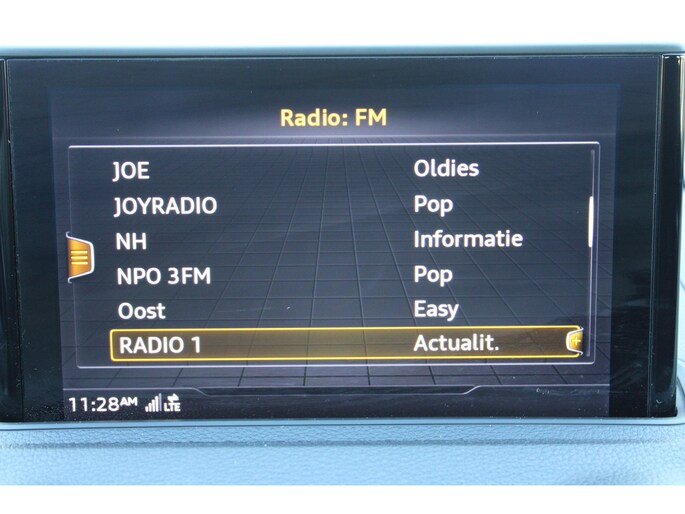 Radio: FM
JOE Oldies
JOYRADIO Pop
NH Informatie
NPO 3FM Pop
Oost Easy
RADIO 1 Actualit.
11:28AM LTE